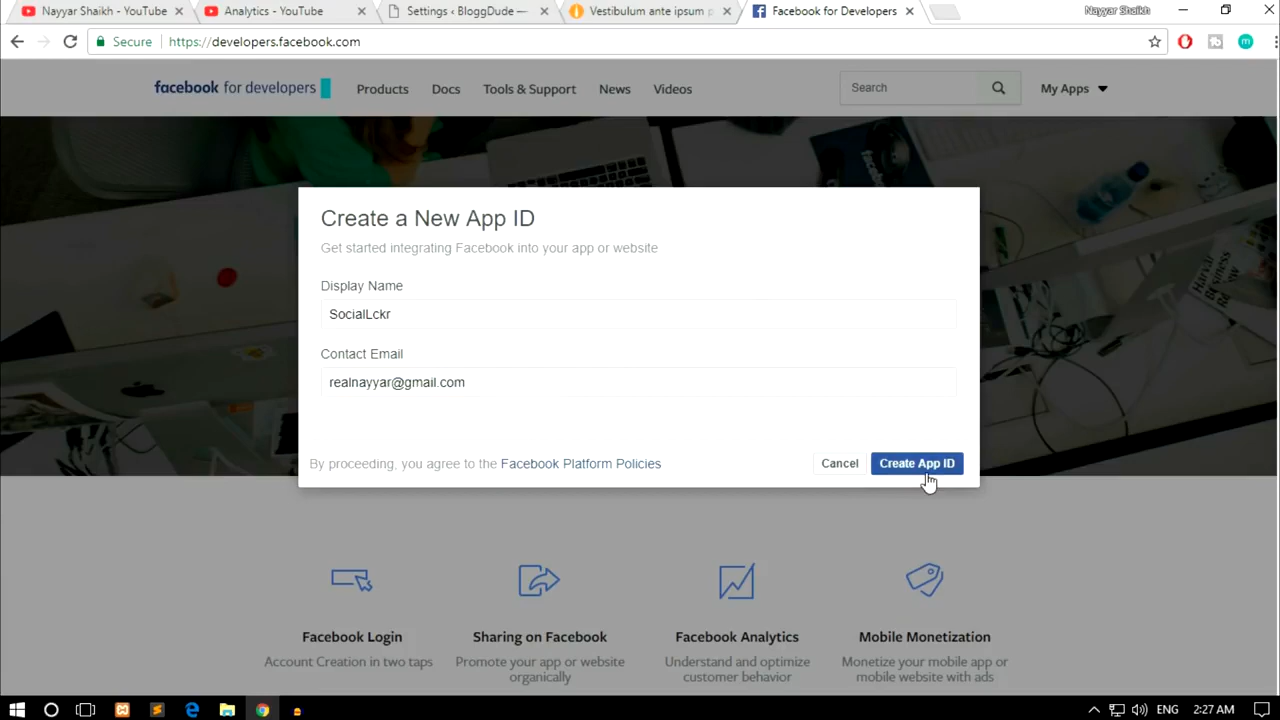 Nayyar Shaikh - YouTube
Analytics - YouTube
Settings ‹ BloggDude —
Vestibulum ante ipsum p
Facebook for Developers
Nayyar Shaikh
Secure
https://developers.facebook.com
facebook for developers
Products
Docs
Tools & Support
News
Videos
Search
My Apps
Create a New App ID
Get started integrating Facebook into your app or website
Display Name
SocialLckr
Contact Email
realnayyar@gmail.com
By proceeding, you agree to the Facebook Platform Policies
Cancel
Create App ID
Facebook Login
Account Creation in two taps
Sharing on Facebook
Promote your app or website
organically
Facebook Analytics
Understand and optimize
customer behavior
Mobile Monetization
Monetize your mobile app or
mobile website with ads
ENG
2:27 AM